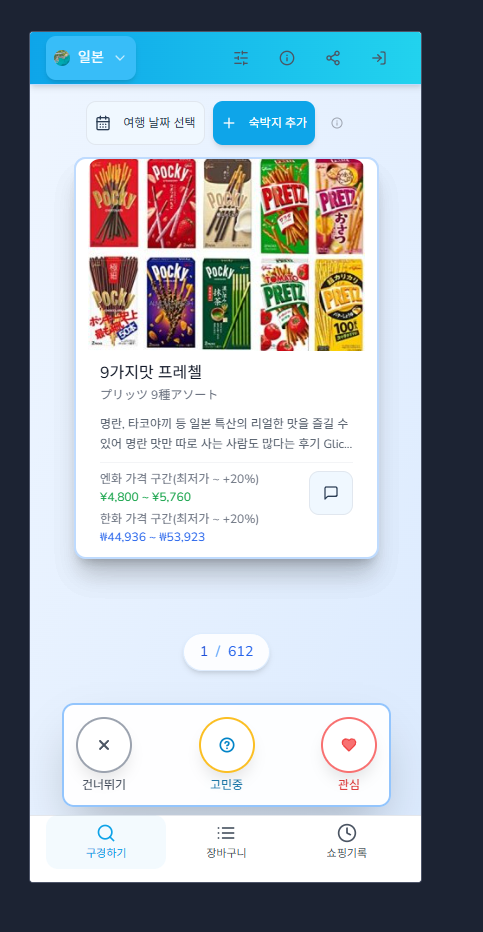 일본
여행 날짜 선택
숙박지 추가
POCKY
POCKY
POCKY
PRETZ
PRETZ
おさつ
POCKY
POCKY
POCKY
抹茶
TOMATO
PRETZ
PRETZ
9가지맛 프레첼
プリッツ 9種アソート
명란, 타코야끼 등 일본 특산의 리얼한 맛을 즐길 수
있어 명란 맛만 따로 사는 사람도 많다는 후기 Glic...
엔화 가격 구간(최저가 ~ +20%)
¥4,800 ~ ¥5,760
한화 가격 구간(최저가 ~ +20%)
₩44,936 ~ ₩53,923
1 / 612
건너뛰기
고민중
관심
구경하기
장바구니
쇼핑기록